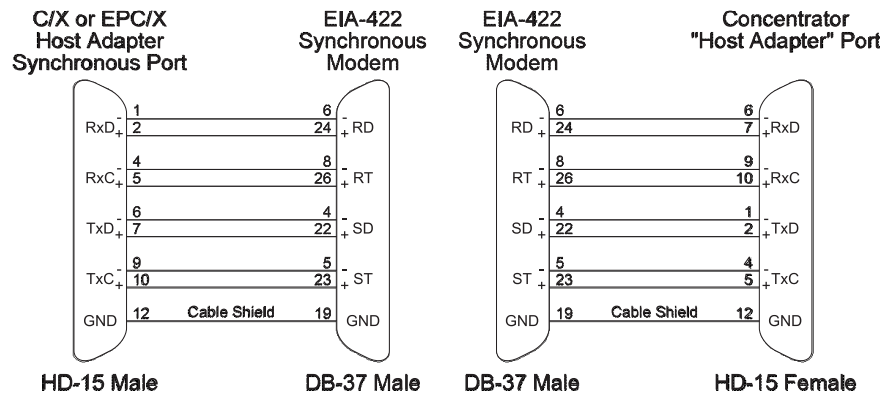 C/X or EPC/X
Host Adapter
Synchronous Port
EIA-422
Synchronous
Modem
EIA-422
Synchronous
Modem
Concentrator
"Host Adapter" Port
RxD - 1 6 - RD
+ 2 24 +
RxC - 4 8 - RT
+ 5 26 +
TxD - 6 4 - SD
+ 7 22 +
TxC - 9 5 - ST
+ 10 23 +
GND 12 Cable Shield 19 GND
HD-15 Male
DB-37 Male
RD - 6 6 - RxD
+ 24 7 +
RT - 8 9 - RxC
+ 26 10 +
SD - 4 1 - TxD
+ 22 2 +
ST - 5 4 - TxC
+ 23 5 +
GND 19 Cable Shield 12 GND
DB-37 Male
HD-15 Female